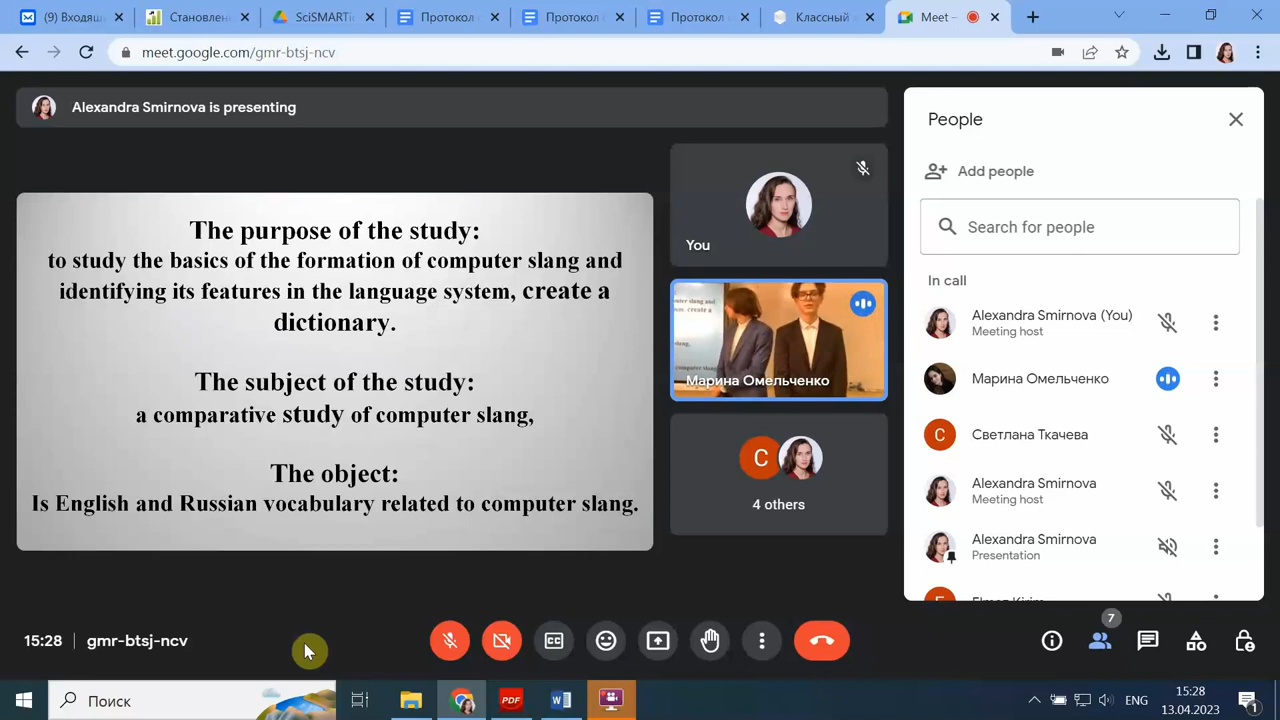 (9) Входящ
Становлени
SciSMARTic
Протокол с
Протокол (
Протокол и
Классный 
Meet –
meet.google.com/gmr-btsj-ncv
Alexandra Smirnova is presenting
The purpose of the study:
to study the basics of the formation of computer slang and
identifying its features in the language system, create a
dictionary.
The subject of the study:
a comparative study of computer slang,
The object:
Is English and Russian vocabulary related to computer slang.
You
Марина Омельченко
C
4 others
People
Add people
Search for people
In call
Alexandra Smirnova (You)
Meeting host
Марина Омельченко
С
Светлана Ткачева
Alexandra Smirnova
Meeting host
Alexandra Smirnova
Presentation
15:28
gmr-btsj-ncv
7
Поиск
PDF
ENG
15:28
13.04.2023
1